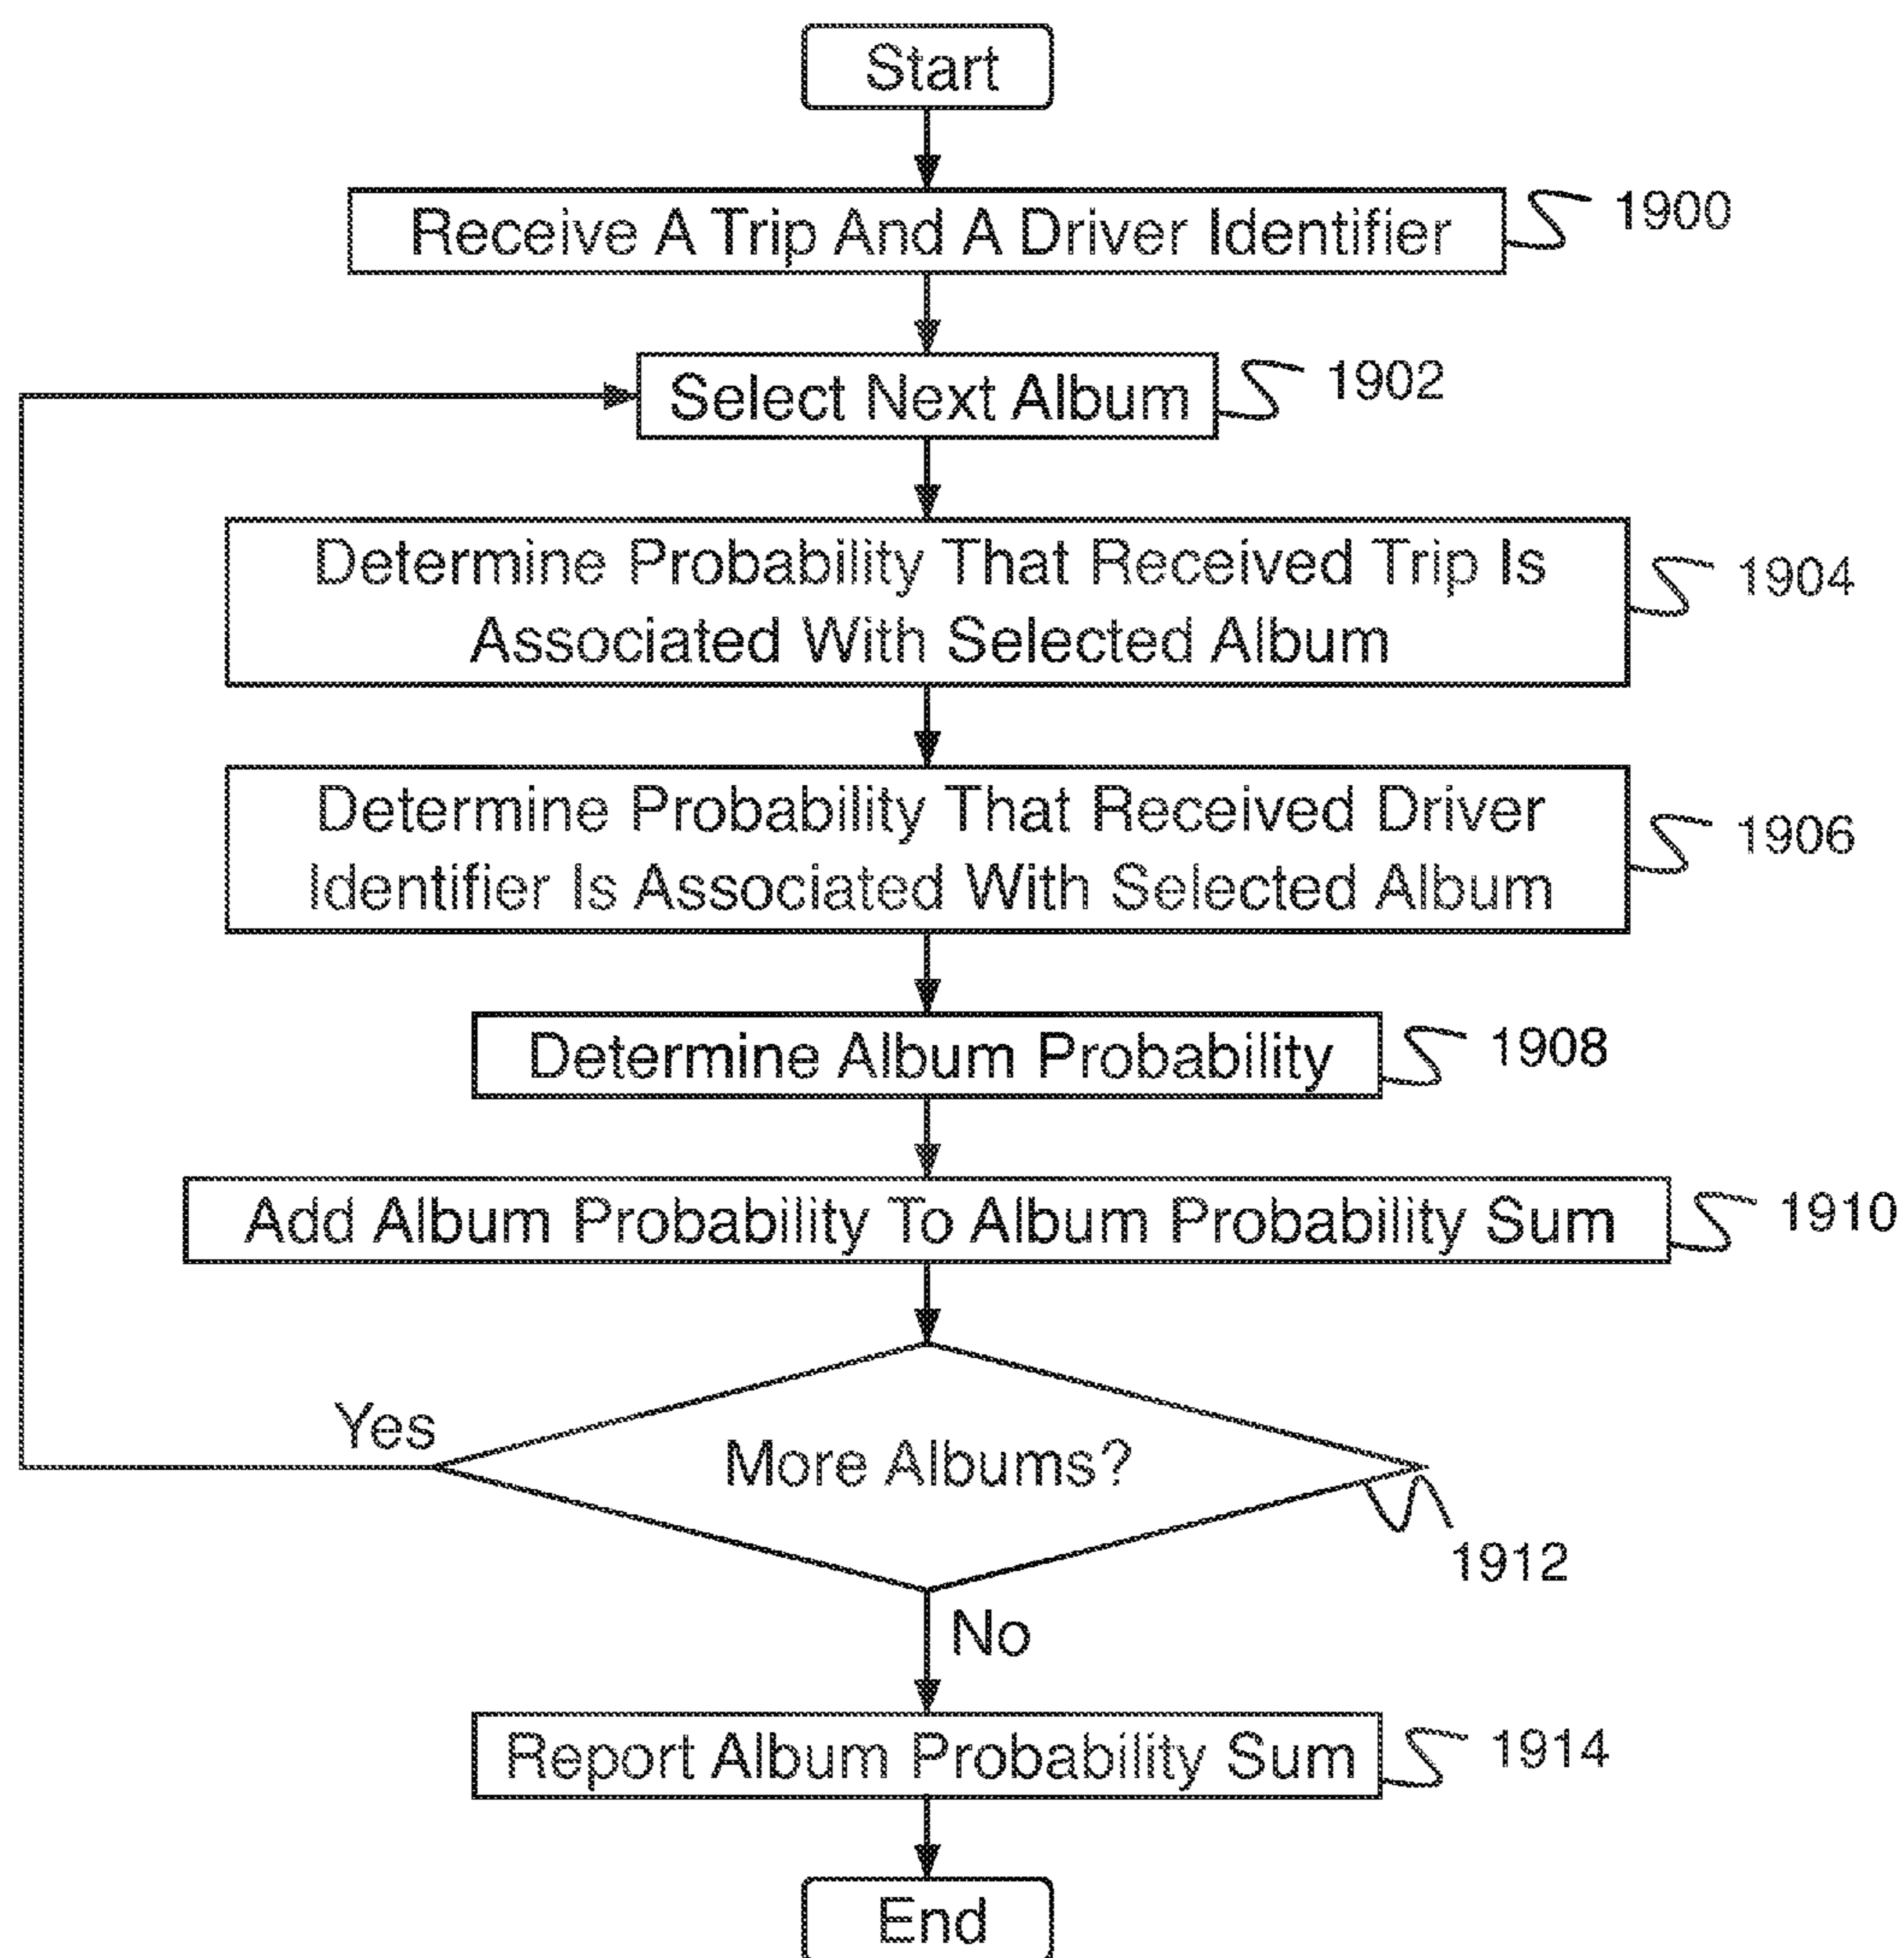 Start
Receive A Trip And A Driver Identifier
1900
Select Next Album
1902
Determine Probability That Received Trip Is
Associated With Selected Album
1904
Determine Probability That Received Driver
Identifier Is Associated With Selected Album
1906
Determine Album Probability
1908
Add Album Probability To Album Probability Sum
1910
Yes
More Albums?
1912
No
Report Album Probability Sum
1914
End